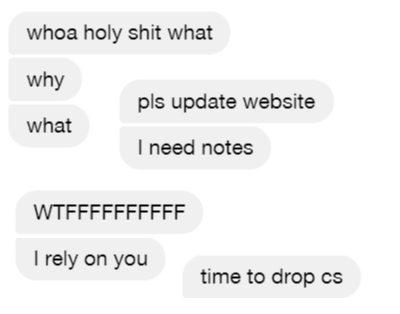 whoa holy shit what
why
what
pls update website
I need notes
WTFFFFFFFFFF
I rely on you
time to drop cs